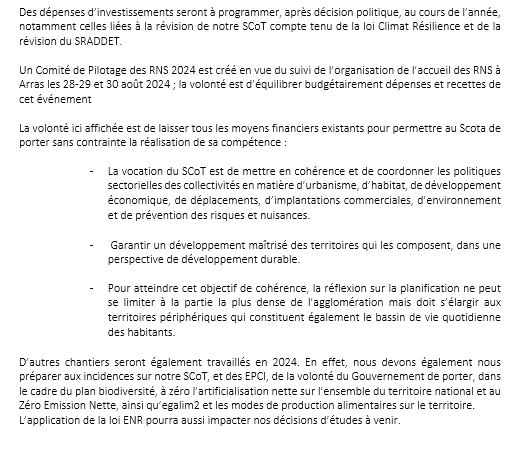 Des dépenses d'investissements seront à programmer, après décision politique, au cours de l'année,
notamment celles liées à la révision de notre SCoT compte tenu de la loi Climat Résilience et de la
révision du SRADDET.
Un Comité de Pilotage des RNS 2024 est créé en vue du suivi de l'organisation de l'accueil des RNS à
Arras les 28-29 et 30 août 2024 ; la volonté est d'équilibrer budgétairement dépenses et recettes de
cet événement
La volonté ici affichée est de laisser tous les moyens financiers existants pour permettre au Scota de
porter sans contrainte la réalisation de sa compétence :
- La vocation du SCoT est de mettre en cohérence et de coordonner les politiques
sectorielles des collectivités en matière d'urbanisme, d'habitat, de développement
économique, de déplacements, d'implantations commerciales, d'environnement
et de prévention des risques et nuisances.
- Garantir un développement maîtrisé des territoires qui les composent, dans une
perspective de développement durable.
- Pour atteindre cet objectif de cohérence, la réflexion sur la planification ne peut
se limiter à la partie la plus dense de l'agglomération mais doit s'élargir aux
territoires périphériques qui constituent également le bassin de vie quotidienne
des habitants.
D'autres chantiers seront également travaillés en 2024. En effet, nous devons également nous
préparer aux incidences sur notre SCoT, et des EPCI, de la volonté du Gouvernement de porter, dans
le cadre du plan biodiversité, à zéro l'artificialisation nette sur l'ensemble du territoire national et au
Zéro Emission Nette, ainsi qu'egalim2 et les modes de production alimentaires sur le territoire.
L'application de la loi ENR pourra aussi impacter nos décisions d'études à venir.